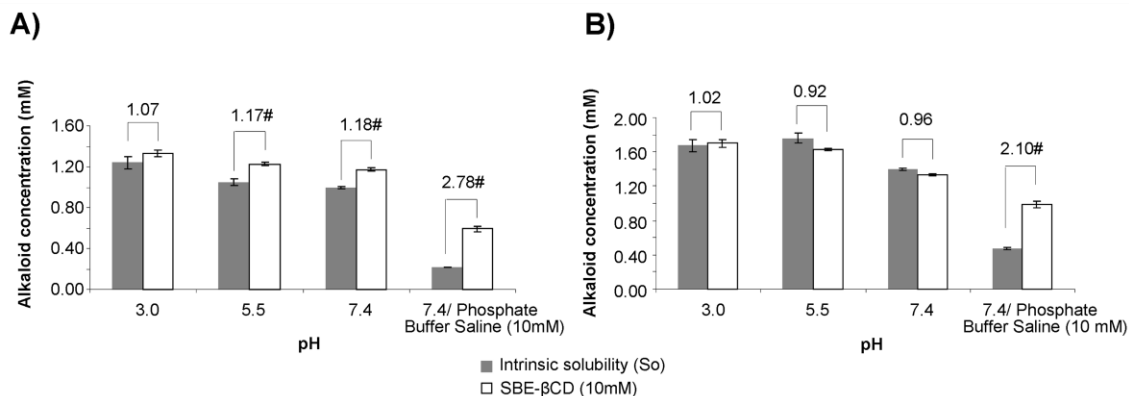 A)
Alkaloid concentration (mM)
1.60
1.20
0.80
0.40
0.00
1.07
1.17#
1.18#
2.78#
3.0
5.5
7.4
7.4/ Phosphate
Buffer Saline (10mM)
pH
B)
Alkaloid concentration (mM)
2.00
1.60
1.20
0.80
0.40
0.00
1.02
0.92
0.96
2.10#
3.0
5.5
7.4
7.4/ Phosphate
Buffer Saline (10 mM)
pH
Intrinsic solubility (So)
SBE-βCD (10mM)